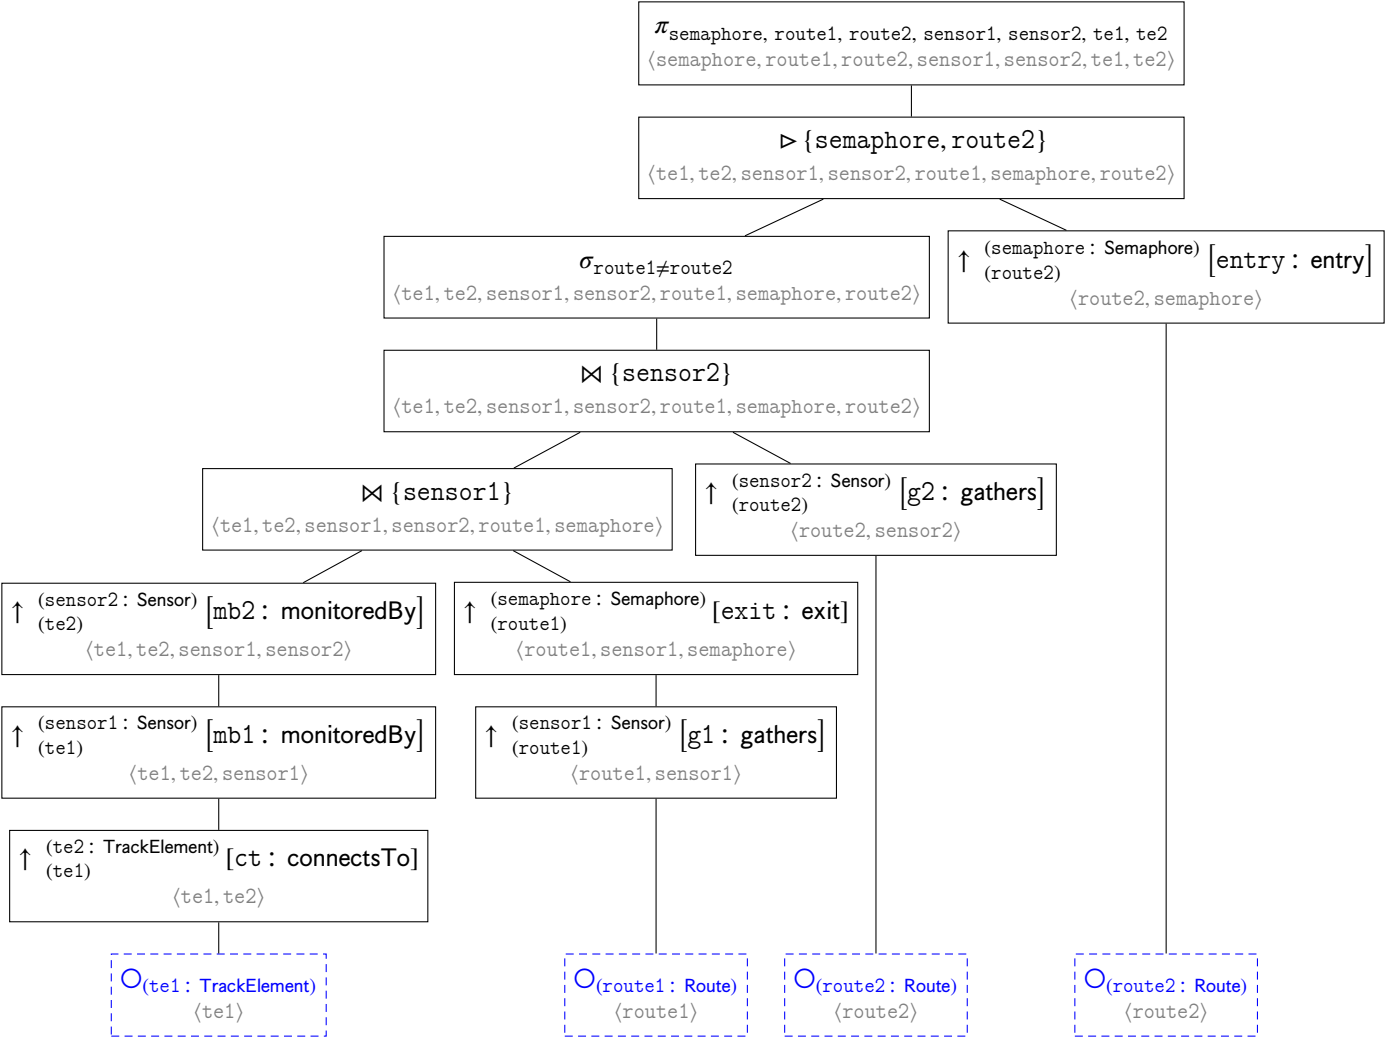 π semaphore, route1, route2, sensor1, sensor2, te1, te2
⟨semaphore, route1, route2, sensor1, sensor2, te1, te2⟩
▷ {semaphore, route2}
⟨te1, te2, sensor1, sensor2, route1, semaphore, route2⟩
σ route1≠route2
⟨te1, te2, sensor1, sensor2, route1, semaphore, route2⟩
↑ (semaphore: Semaphore) (route2) [entry: entry]
⟨route2, semaphore⟩
⋈ {sensor2}
⟨te1, te2, sensor1, sensor2, route1, semaphore, route2⟩
⋈ {sensor1}
⟨te1, te2, sensor1, sensor2, route1, semaphore⟩
↑ (sensor2: Sensor) (route2) [g2: gathers]
⟨route2, sensor2⟩
↑ (sensor2: Sensor) (te2) [mb2: monitoredBy]
⟨te1, te2, sensor1, sensor2⟩
↑ (semaphore: Semaphore) (route1) [exit: exit]
⟨route1, sensor1, semaphore⟩
↑ (sensor1: Sensor) (te1) [mb1: monitoredBy]
⟨te1, te2, sensor1⟩
↑ (sensor1: Sensor) (route1) [g1: gathers]
⟨route1, sensor1⟩
↑ (te2: TrackElement) (te1) [ct: connectsTo]
⟨te1, te2⟩
○(te1: TrackElement)
⟨te1⟩
○(route1: Route)
⟨route1⟩
○(route2: Route)
⟨route2⟩
○(route2: Route)
⟨route2⟩